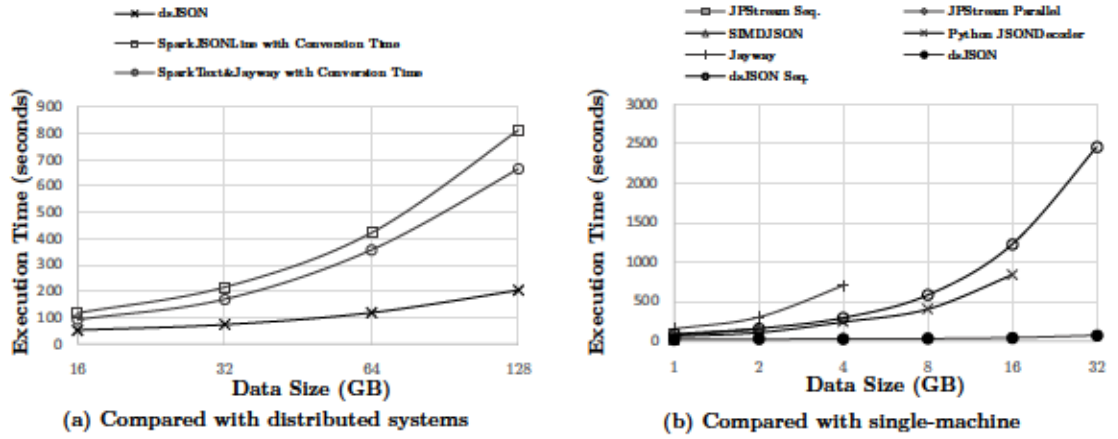 dsJSON
SparkJSONLine with Conversion Time
SparkText&Jayway with Conversion Time
Execution Time (seconds)
900
800
700
600
500
400
300
200
100
0
16 32 64 128
Data Size (GB)
(a) Compared with distributed systems
JPStream Seq. JPStream Parallel
SIMDJSON Python JSONDecoder
Jayway dsJSON
dsJSON Seq.
Execution Time (seconds)
3000
2500
2000
1500
1000
500
0
1 2 4 8 16 32
Data Size (GB)
(b) Compared with single-machine